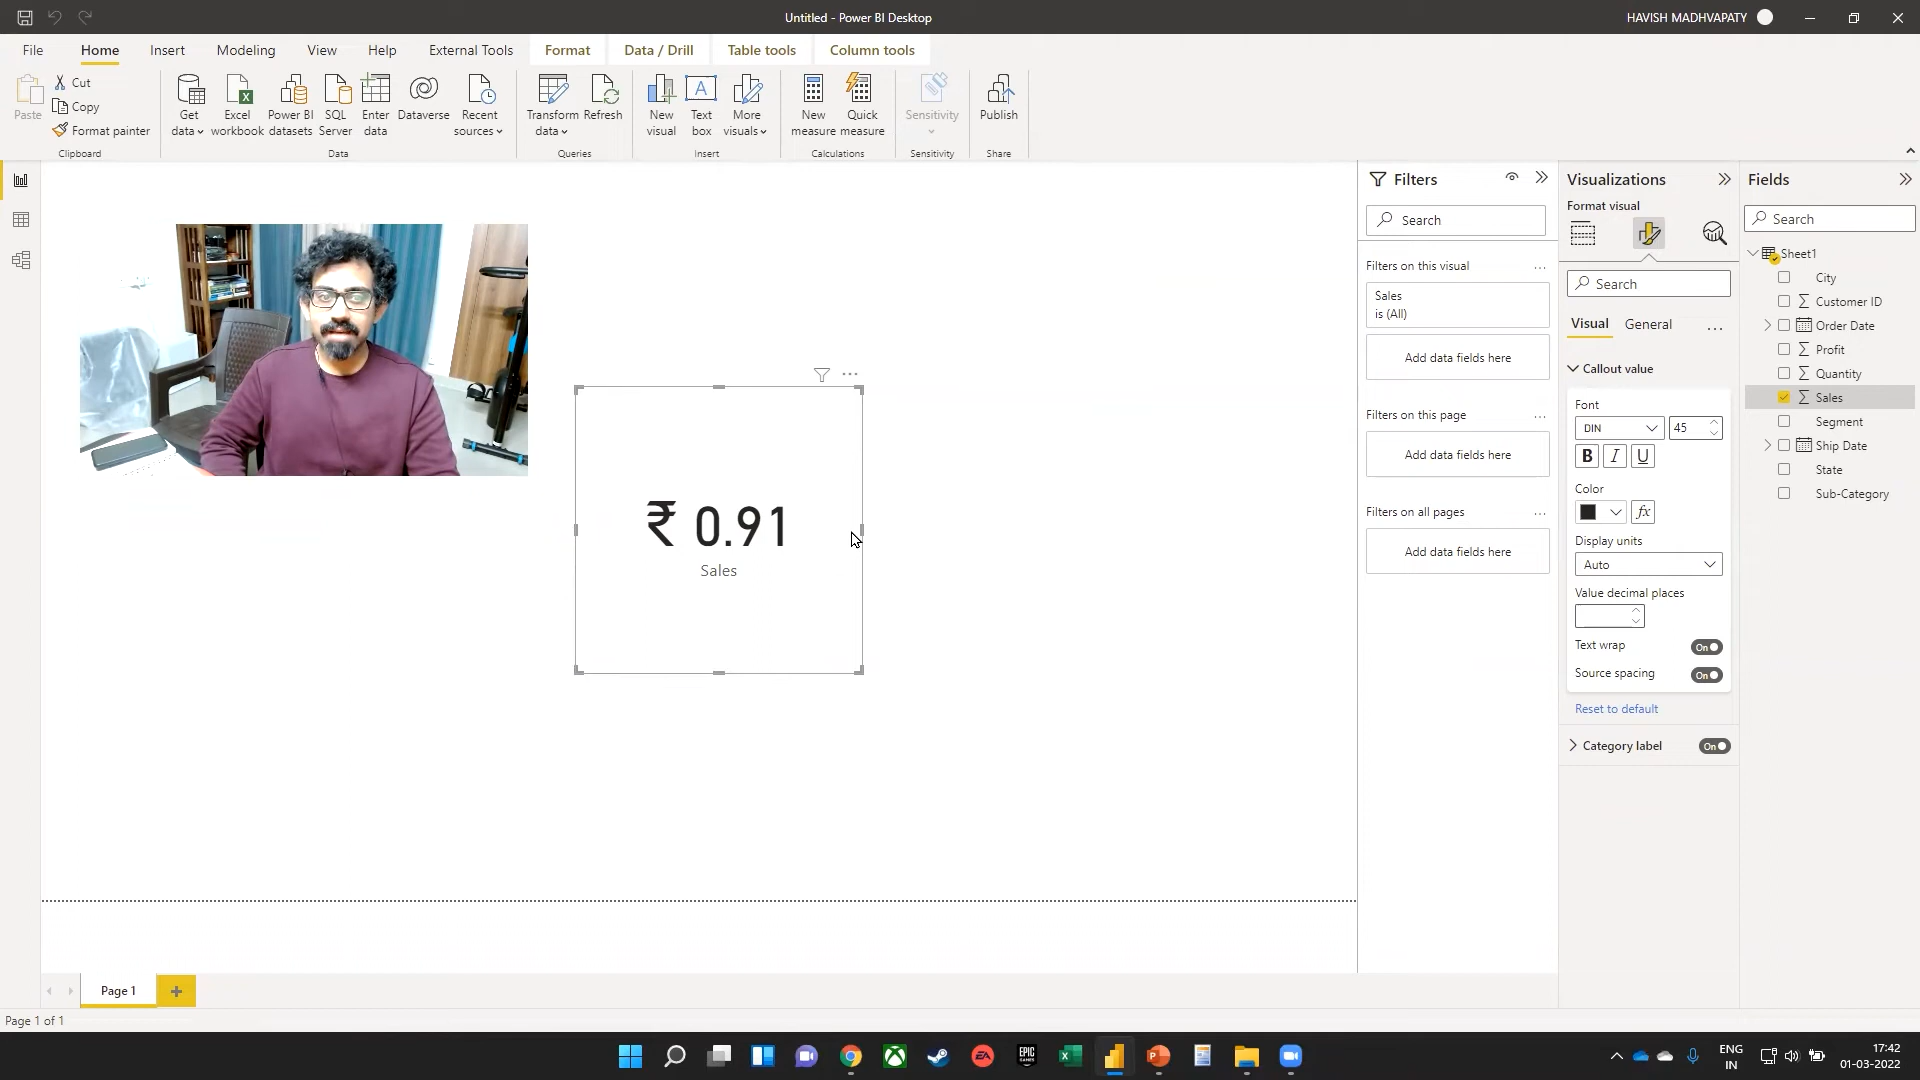 Untitled - Power BI Desktop
HAVISH MADHVAPATY
File Home Insert Modeling View Help External Tools Format Data / Drill Table tools Column tools
Paste
Cut
Copy
Format painter
Clipboard
Get data
Excel workbook
Power BI datasets
SQL Server
Enter data
Dataverse
Recent sources
Data
Transform data
Refresh
Queries
New visual
Text box
More visuals
Insert
New measure
Quick measure
Calculations
Sensitivity
Sensitivity
Publish
Share
₹ 0.91
Sales
Filters
Search
Filters on this visual
Sales
is (All)
Add data fields here
Filters on this page
Add data fields here
Filters on all pages
Add data fields here
Visualizations
Format visual
Search
Visual General
Callout value
Font
DIN 45
B I U
Color
fx
Display units
Auto
Value decimal places
Text wrap On
Source spacing On
Reset to default
Category label On
Fields
Search
Sheet1
City
Customer ID
Order Date
Profit
Quantity
Sales
Segment
Ship Date
State
Sub-Category
Page 1
Page 1 of 1
EA
EPIC GAMES
ENG
IN
17:42
01-03-2022